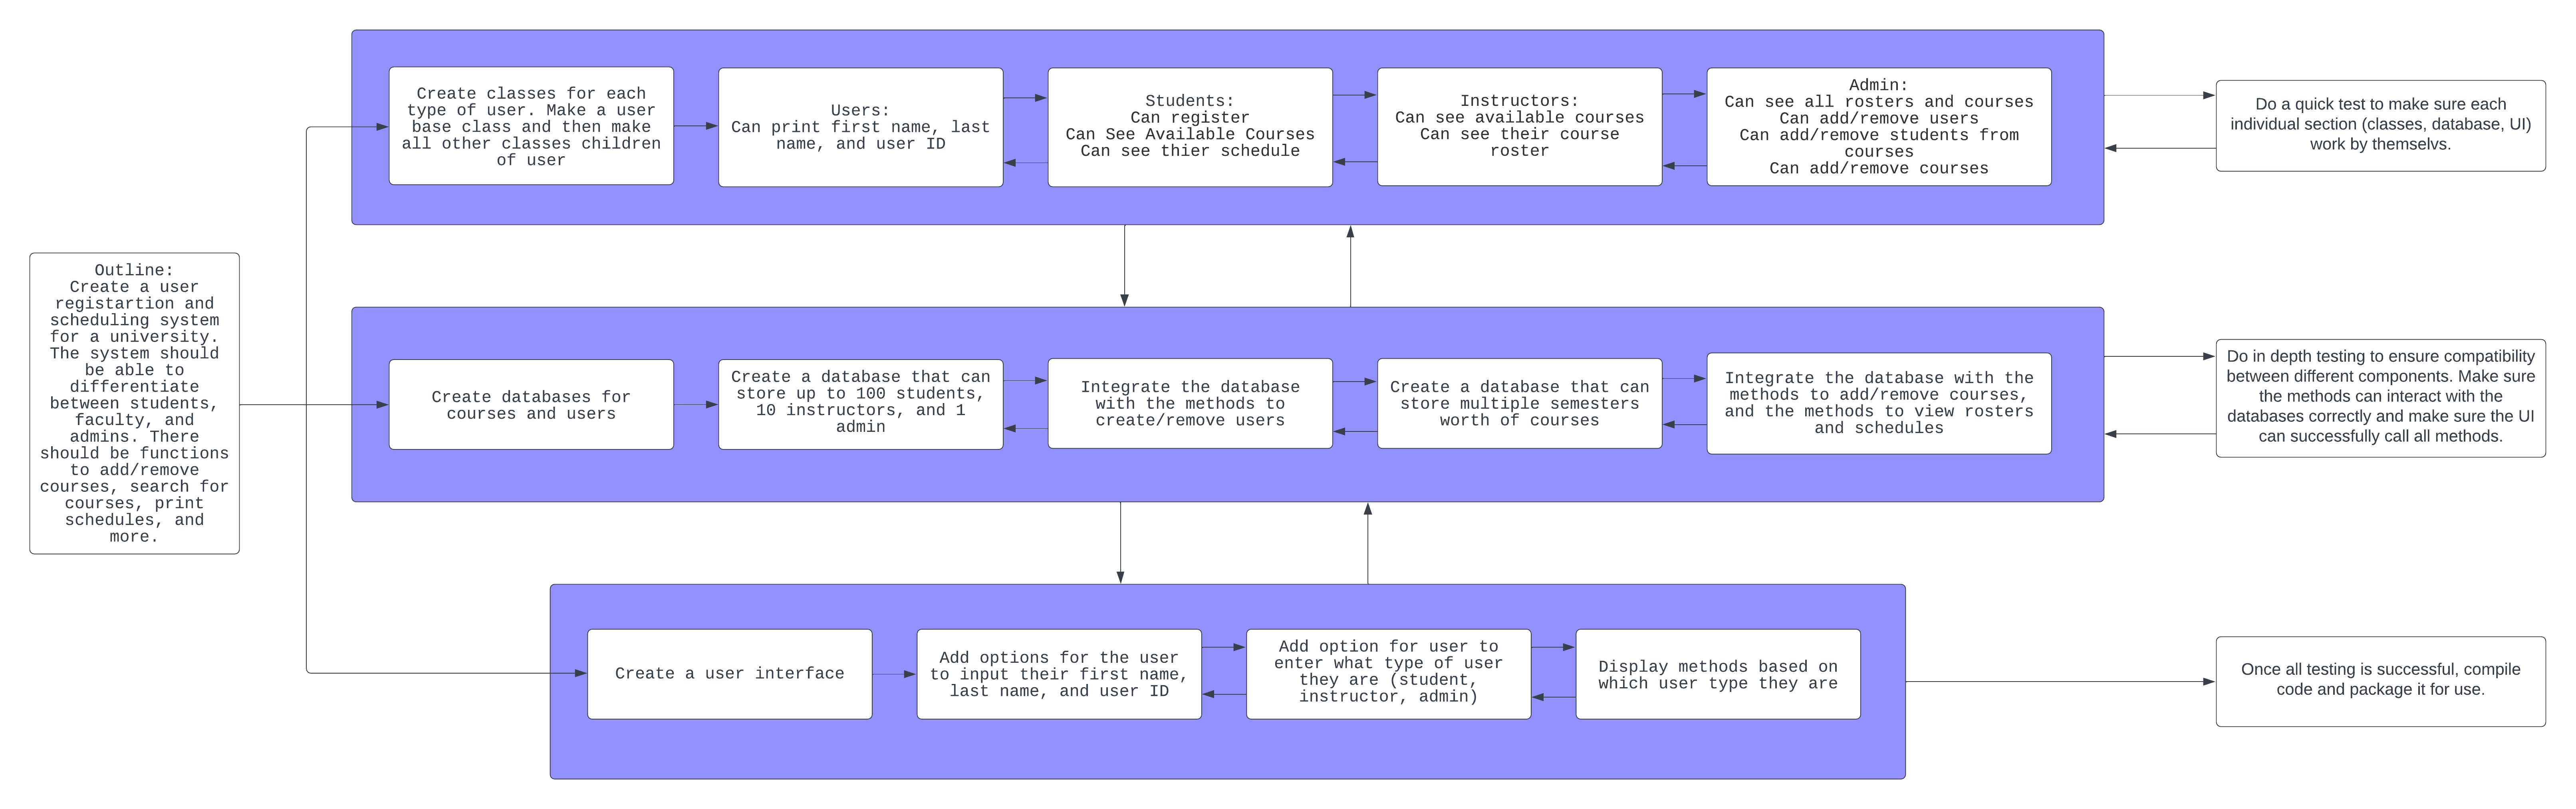 Create classes for each
type of user. Make a user
base class and then make
all other classes children
of user
Users:
Can print first name, last
name, and user ID
Students:
Can register
Can See Available Courses
Can see thier schedule
Instructors:
Can see available courses
Can see their course
roster
Admin:
Can see all rosters and courses
Can add/remove users
Can add/remove students from
courses
Can add/remove courses
Do a quick test to make sure each
individual section (classes, database, UI)
work by themselvs.
Outline:
Create a user
registartion and
scheduling system
for a university.
The system should
be able to
differentiate
between students,
faculty, and
admins. There
should be functions
to add/remove
courses, search for
courses, print
schedules, and
more.
Create databases for
courses and users
Create a database that can
store up to 100 students,
10 instructors, and 1
admin
Integrate the database
with the methods to
create/remove users
Create a database that can
store multiple semesters
worth of courses
Integrate the database with the
methods to add/remove courses,
and the methods to view rosters
and schedules
Do in depth testing to ensure compatibility
between different components. Make sure
the methods can interact with the
databases correctly and make sure the UI
can successfully call all methods.
Create a user interface
Add options for the user
to input their first name,
last name, and user ID
Add option for user to
enter what type of user
they are (student,
instructor, admin)
Display methods based on
which user type they are
Once all testing is successful, compile
code and package it for use.